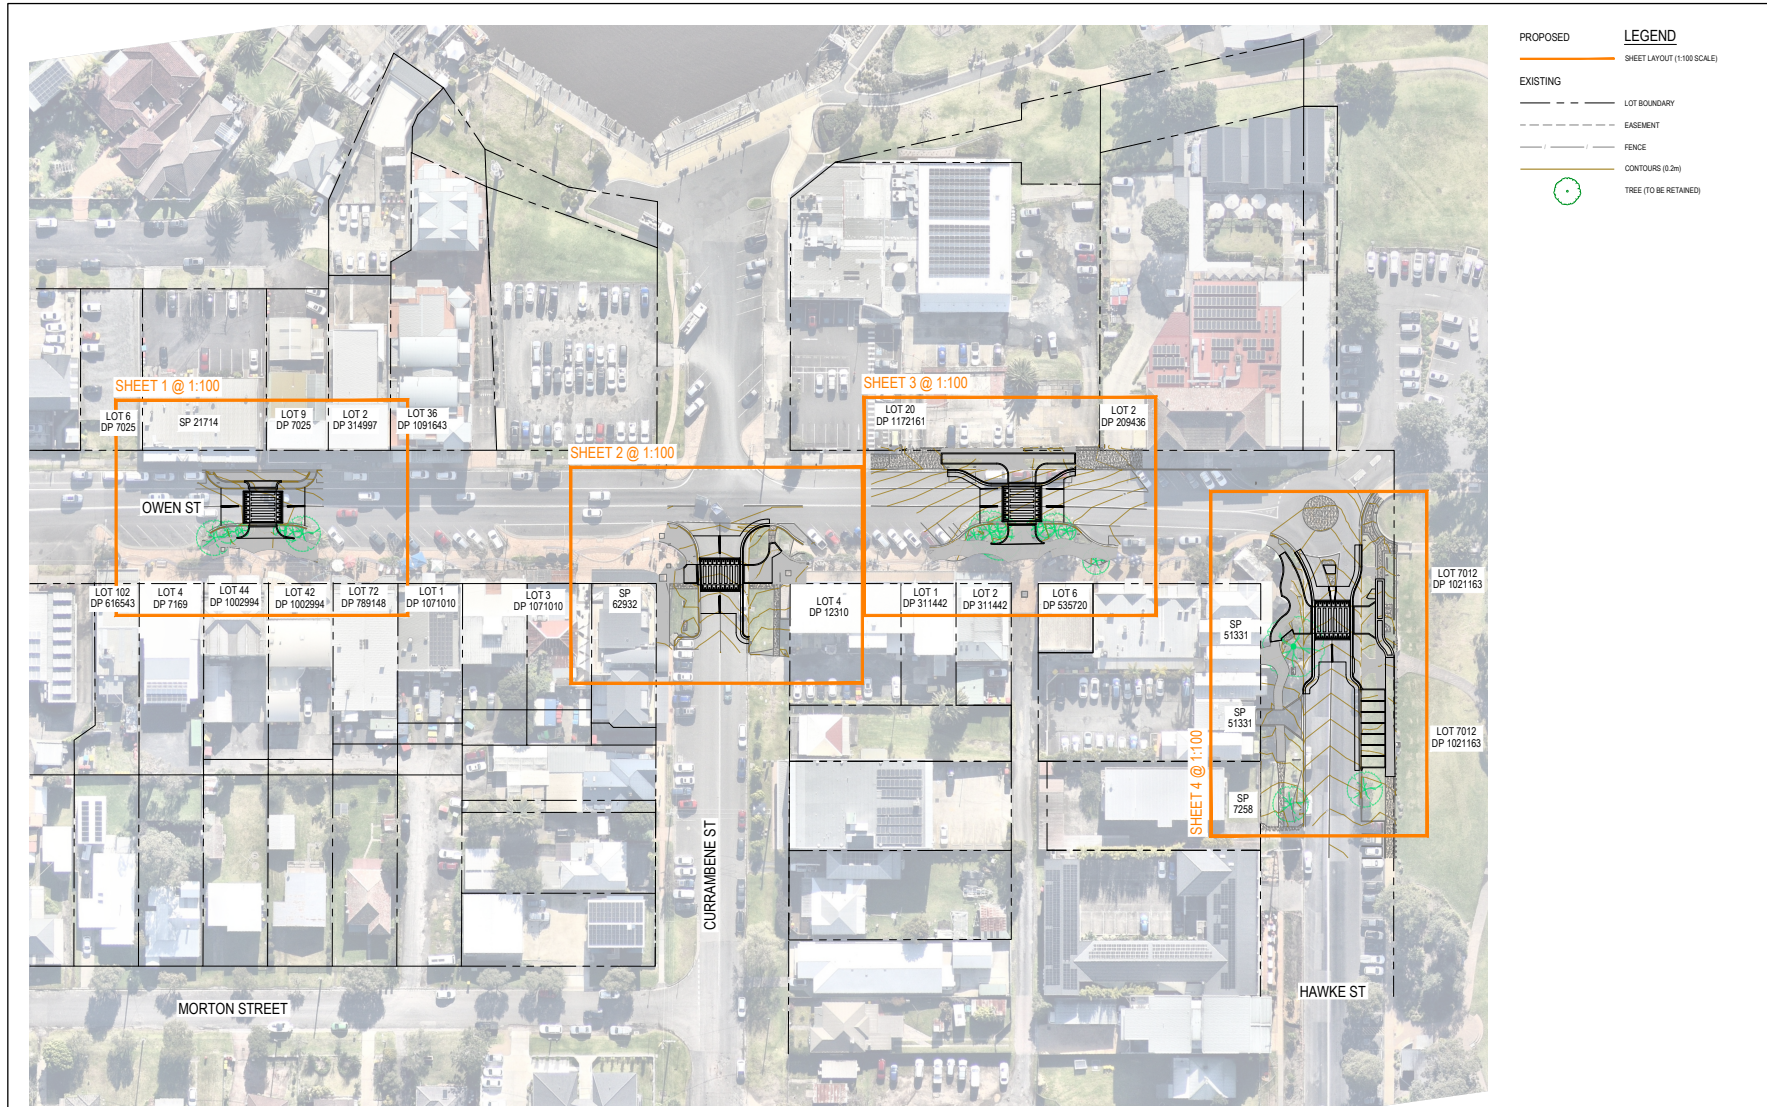 PROPOSED
LEGEND
SHEET LAYOUT (1:100 SCALE)
EXISTING
LOT BOUNDARY
EASEMENT
FENCE
CONTOURS (0.2m)
TREE (TO BE RETAINED)
SHEET 1 @ 1:100
LOT 6
DP 7025
SP 21714
LOT 9
DP 7025
LOT 2
DP 314997
LOT 36
DP 1091643
SHEET 3 @ 1:100
LOT 20
DP 1172161
LOT 2
DP 209436
SHEET 2 @ 1:100
OWEN ST
LOT 102
DP 616543
LOT 4
DP 7169
LOT 44
DP 1002994
LOT 42
DP 1002994
LOT 72
DP 789148
LOT 1
DP 1071010
LOT 3
DP 1071010
SP
62932
LOT 4
DP 12310
LOT 1
DP 311442
LOT 2
DP 311442
LOT 6
DP 535720
SP
51331
LOT 7012
DP 1021163
SP
51331
LOT 7012
DP 1021163
SHEET 4 @ 1:100
SP
7258
CURRAMBENE ST
MORTON STREET
HAWKE ST